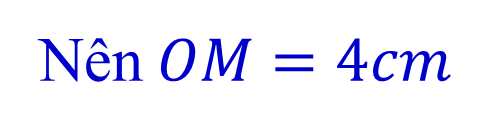 Nên OM = 4cm